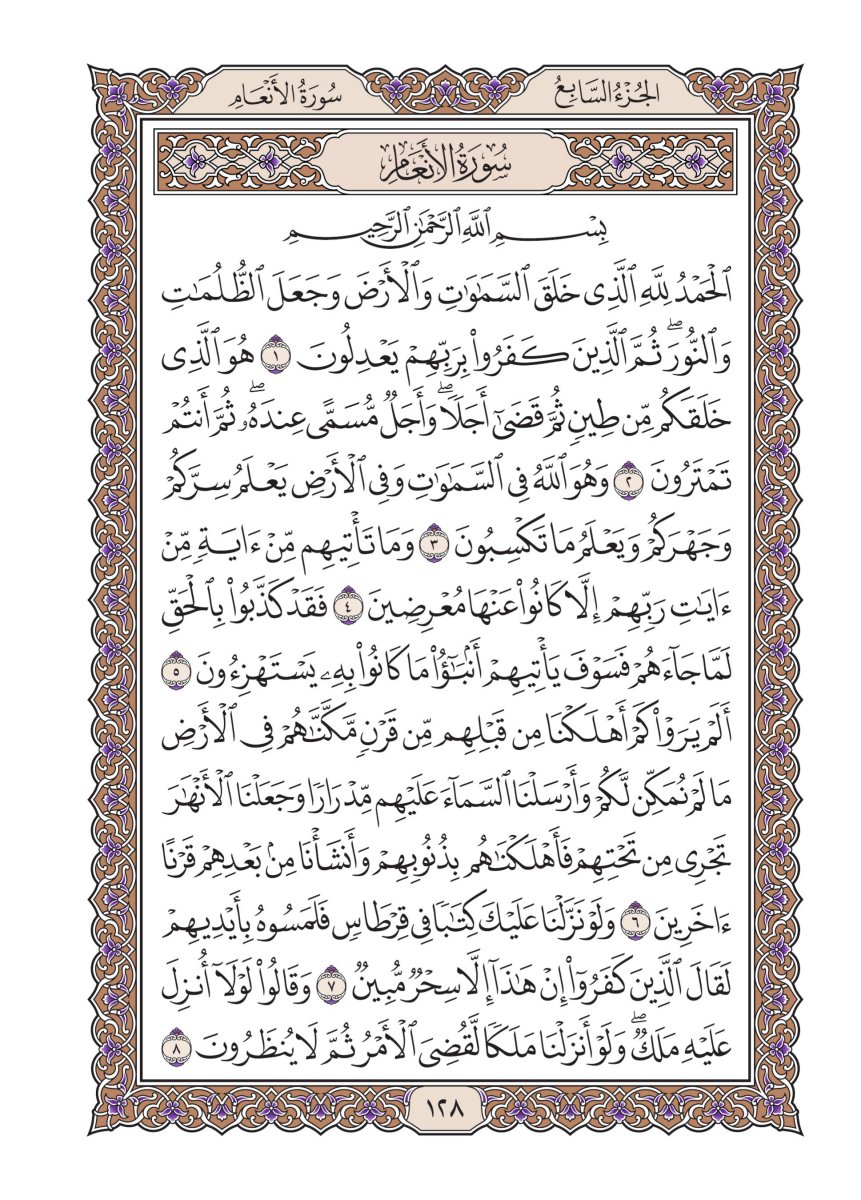 الجُزْءُ السَّابِعُ
سُورَةُ الأَنْعَامِ
سُورَةُ الأَنْعَامِ
بِسْمِ ٱللَّهِ ٱلرَّحْمَٰنِ ٱلرَّحِيمِ
ٱلْحَمْدُ لِلَّهِ ٱلَّذِى خَلَقَ ٱلسَّمَٰوَٰتِ وَٱلْأَرْضَ وَجَعَلَ ٱلظُّلُمَٰتِ
وَٱلنُّورَۖ ثُمَّ ٱلَّذِينَ كَفَرُواْ بِرَبِّهِمْ يَعْدِلُونَ ١ هُوَ ٱلَّذِى
خَلَقَكُم مِّن طِينٍ ثُمَّ قَضَىٰٓ أَجَلًاۖ وَأَجَلٌ مُّسَمًّى عِندَهُۥۖ ثُمَّ أَنتُمْ
تَمْتَرُونَ ٢ وَهُوَ ٱللَّهُ فِى ٱلسَّمَٰوَٰتِ وَفِى ٱلْأَرْضِ يَعْلَمُ سِرَّكُمْ
وَجَهْرَكُمْ وَيَعْلَمُ مَا تَكْسِبُونَ ٣ وَمَا تَأْتِيهِم مِّنْ ءَايَةٍ مِّنْ
ءَايَٰتِ رَبِّهِمْ إِلَّا كَانُواْ عَنْهَا مُعْرِضِينَ ٤ فَقَدْ كَذَّبُواْ بِٱلْحَقِّ
لَمَّا جَآءَهُمْ فَسَوْفَ يَأْتِيهِمْ أَنۢبَٰٓؤُاْ مَا كَانُواْ بِهِۦ يَسْتَهْزِءُونَ ٥
أَلَمْ يَرَوْاْ كَمْ أَهْلَكْنَا مِن قَبْلِهِم مِّن قَرْنٍ مَّكَّنَّٰهُمْ فِى ٱلْأَرْضِ
مَا لَمْ نُمَكِّن لَّكُمْ وَأَرْسَلْنَا ٱلسَّمَآءَ عَلَيْهِم مِّدْرَارًا وَجَعَلْنَا ٱلْأَنْهَٰرَ
تَجْرِى مِن تَحْتِهِمْ فَأَهْلَكْنَٰهُم بِذُنُوبِهِمْ وَأَنشَأْنَا مِنۢ بَعْدِهِمْ قَرْنًا
ءَاخَرِينَ ٦ وَلَوْ نَزَّلْنَا عَلَيْكَ كِتَٰبًا فِى قِرْطَاسٍ فَلَمَسُوهُ بِأَيْدِيهِمْ
لَقَالَ ٱلَّذِينَ كَفَرُوٓاْ إِنْ هَٰذَآ إِلَّا سِحْرٌ مُّبِينٌ ٧ وَقَالُواْ لَوْلَآ أُنزِلَ
عَلَيْهِ مَلَكٌۖ وَلَوْ أَنزَلْنَا مَلَكًا لَّقُضِىَ ٱلْأَمْرُ ثُمَّ لَا يُنظَرُونَ ٨
١٢٨